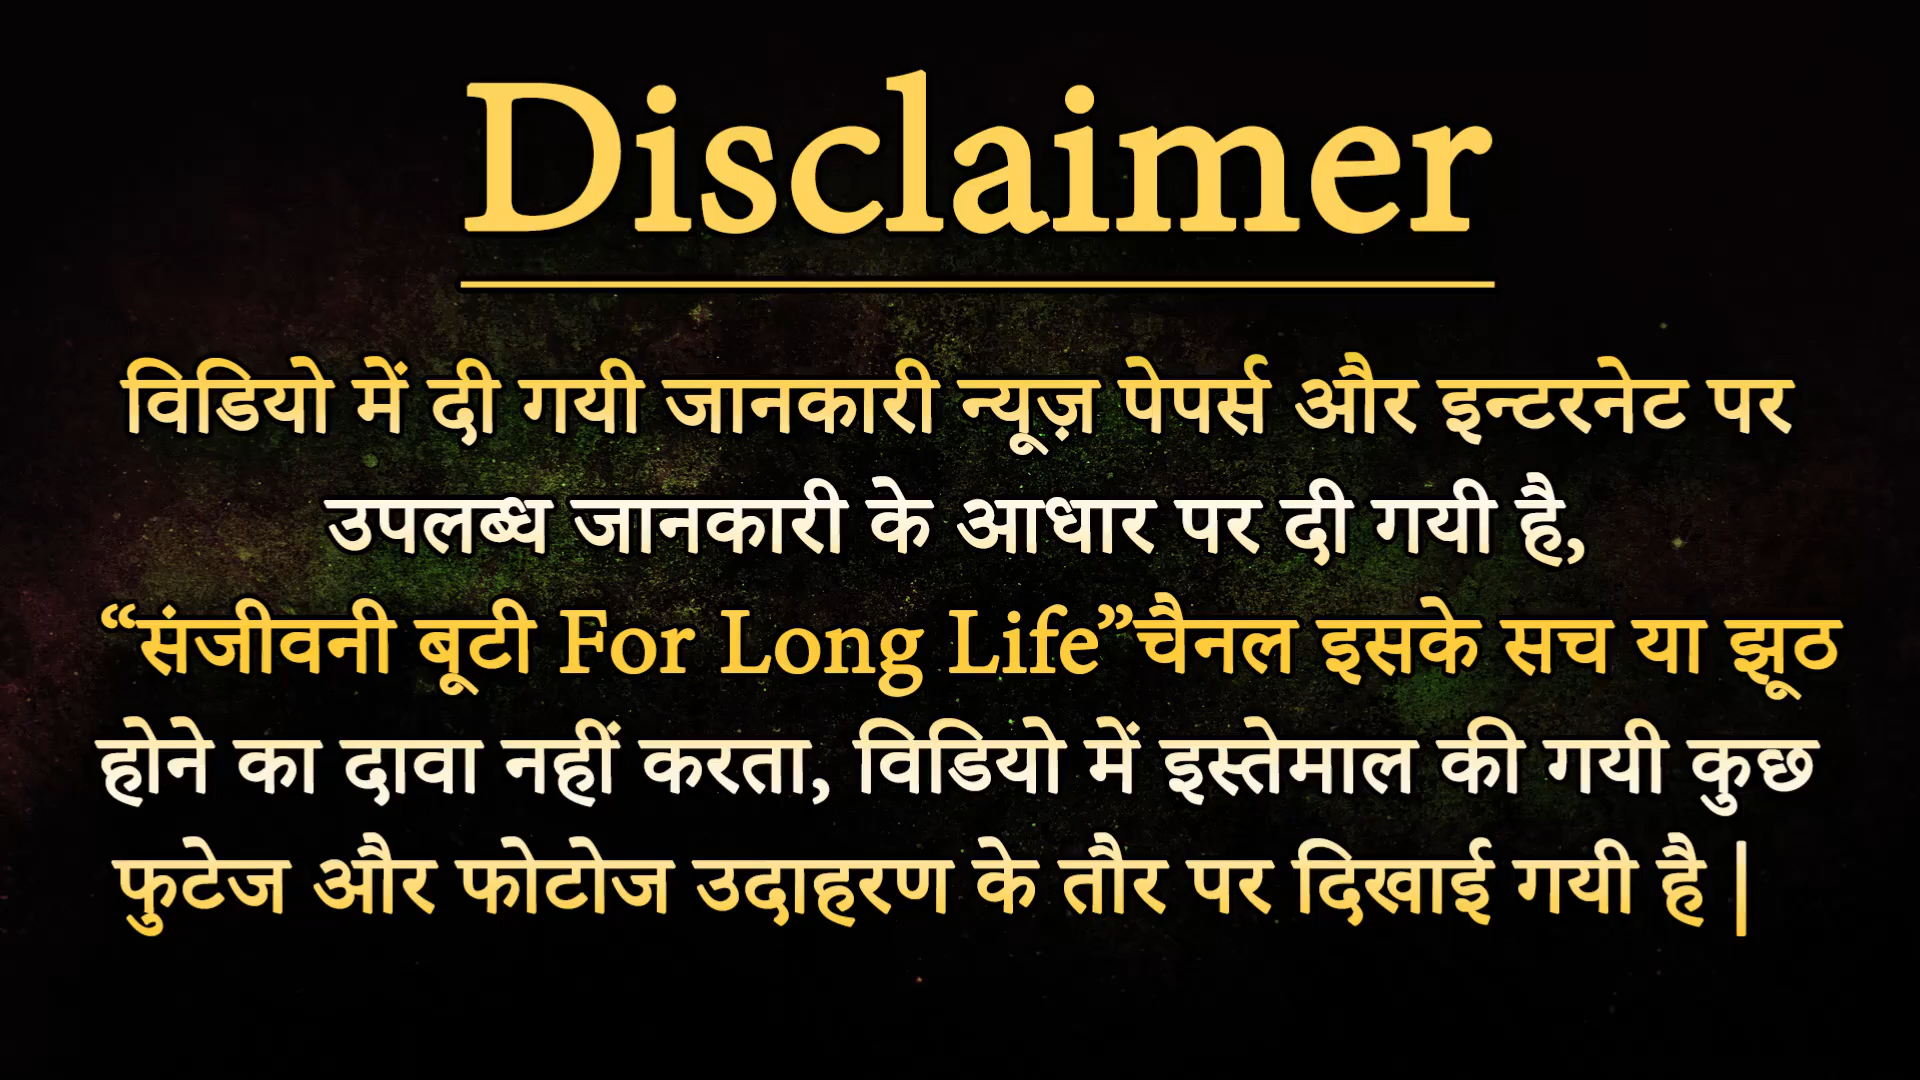 Disclaimer
विडियो में दी गयी जानकारी न्यूज़ पेपर्स और इन्टरनेट पर
उपलब्ध जानकारी के आधार पर दी गयी है,
“संजीवनी बूटी For Long Life”चैनल इसके सच या झूठ
होने का दावा नहीं करता, विडियो में इस्तेमाल की गयी कुछ
फुटेज और फोटोज उदाहरण के तौर पर दिखाई गयी है |